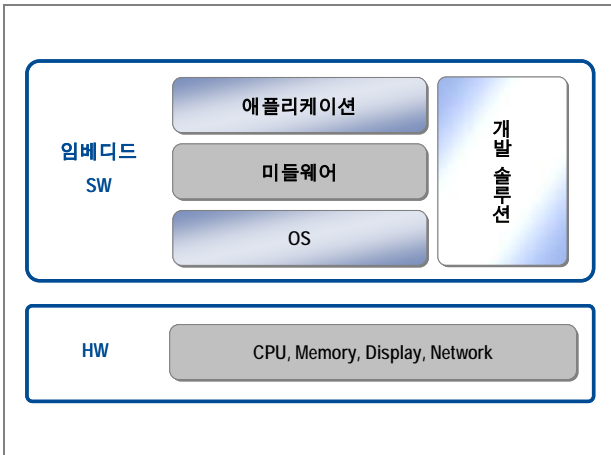 임베디드
SW
애플리케이션
미들웨어
OS
개발 솔루션
HW
CPU, Memory, Display, Network